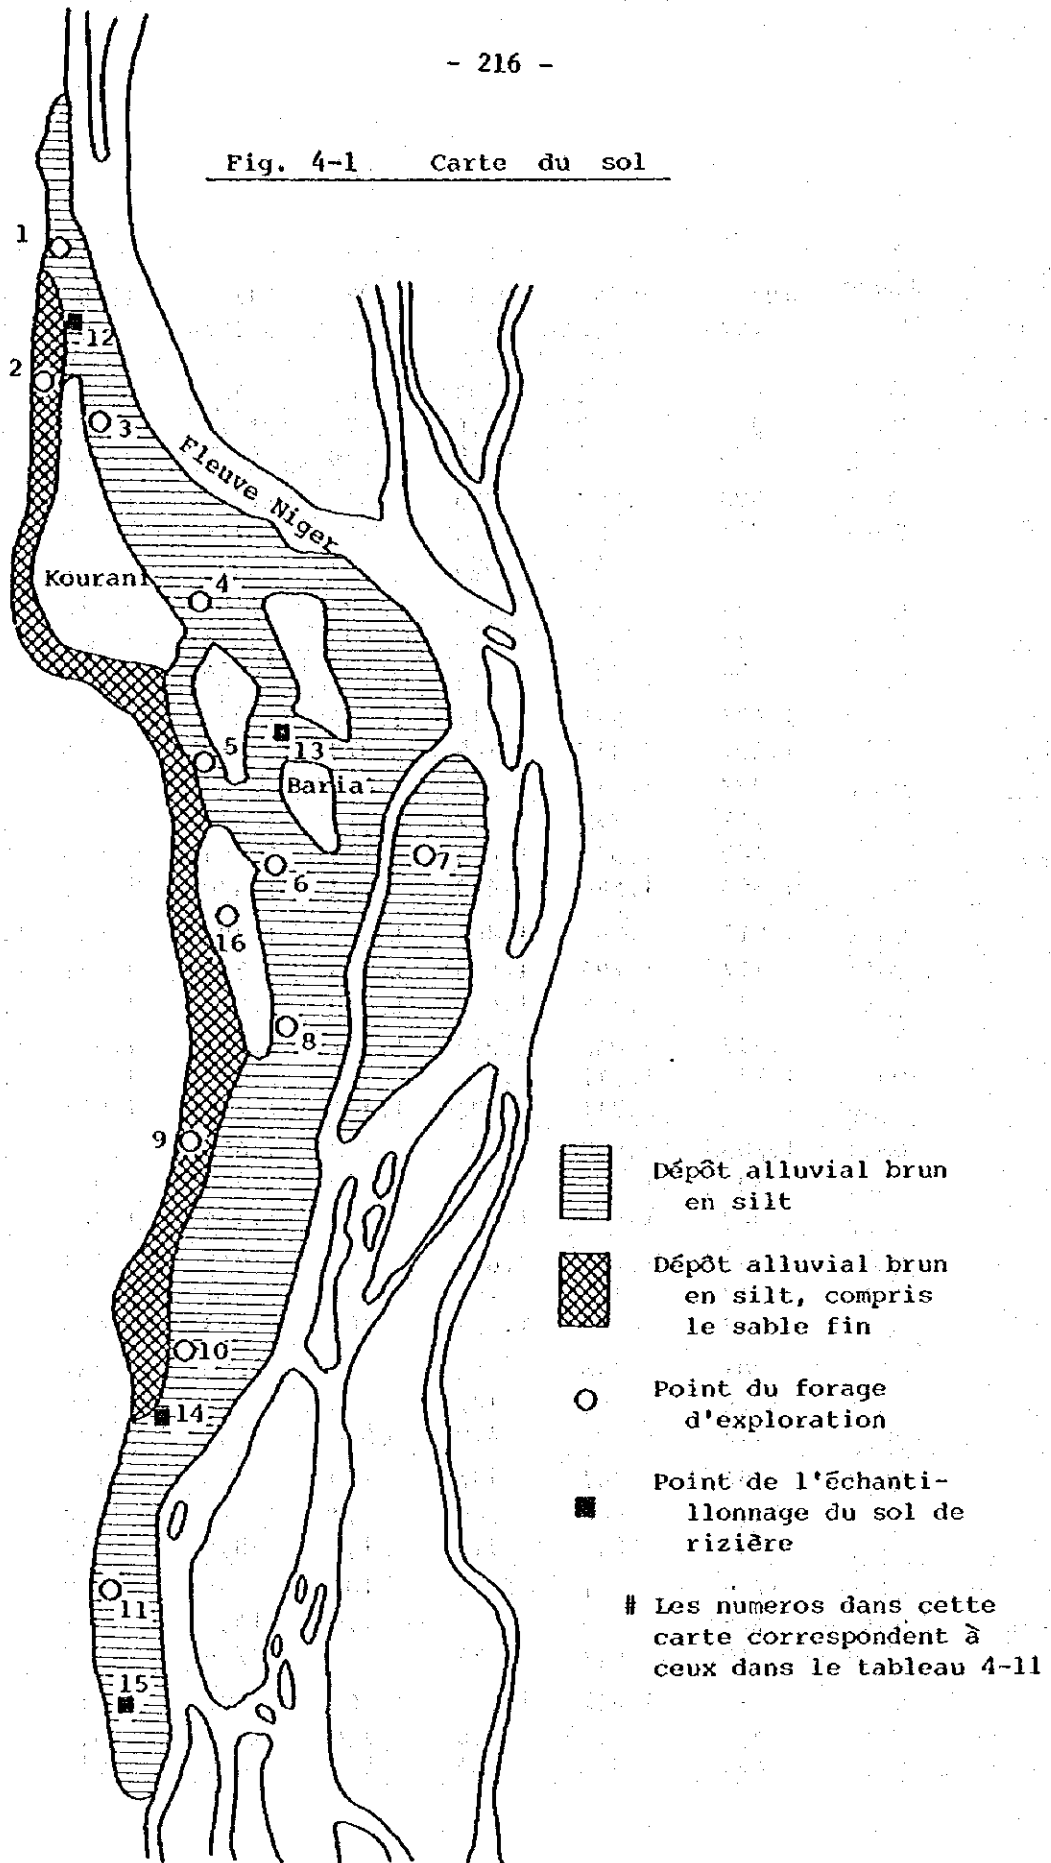 - 216 -
Fig. 4-1 Carte du sol
1
12
2
3
Fleuve Niger
Kourani
4
5
13
Baria
7
6
16
8
9
10
14
11
15
Dépôt alluvial brun
en silt
Dépôt alluvial brun
en silt, compris
le sable fin
Point du forage
d'exploration
Point de l'échanti-
llonnage du sol de
rizière
# Les numeros dans cette
carte correspondent à
ceux dans le tableau 4-11